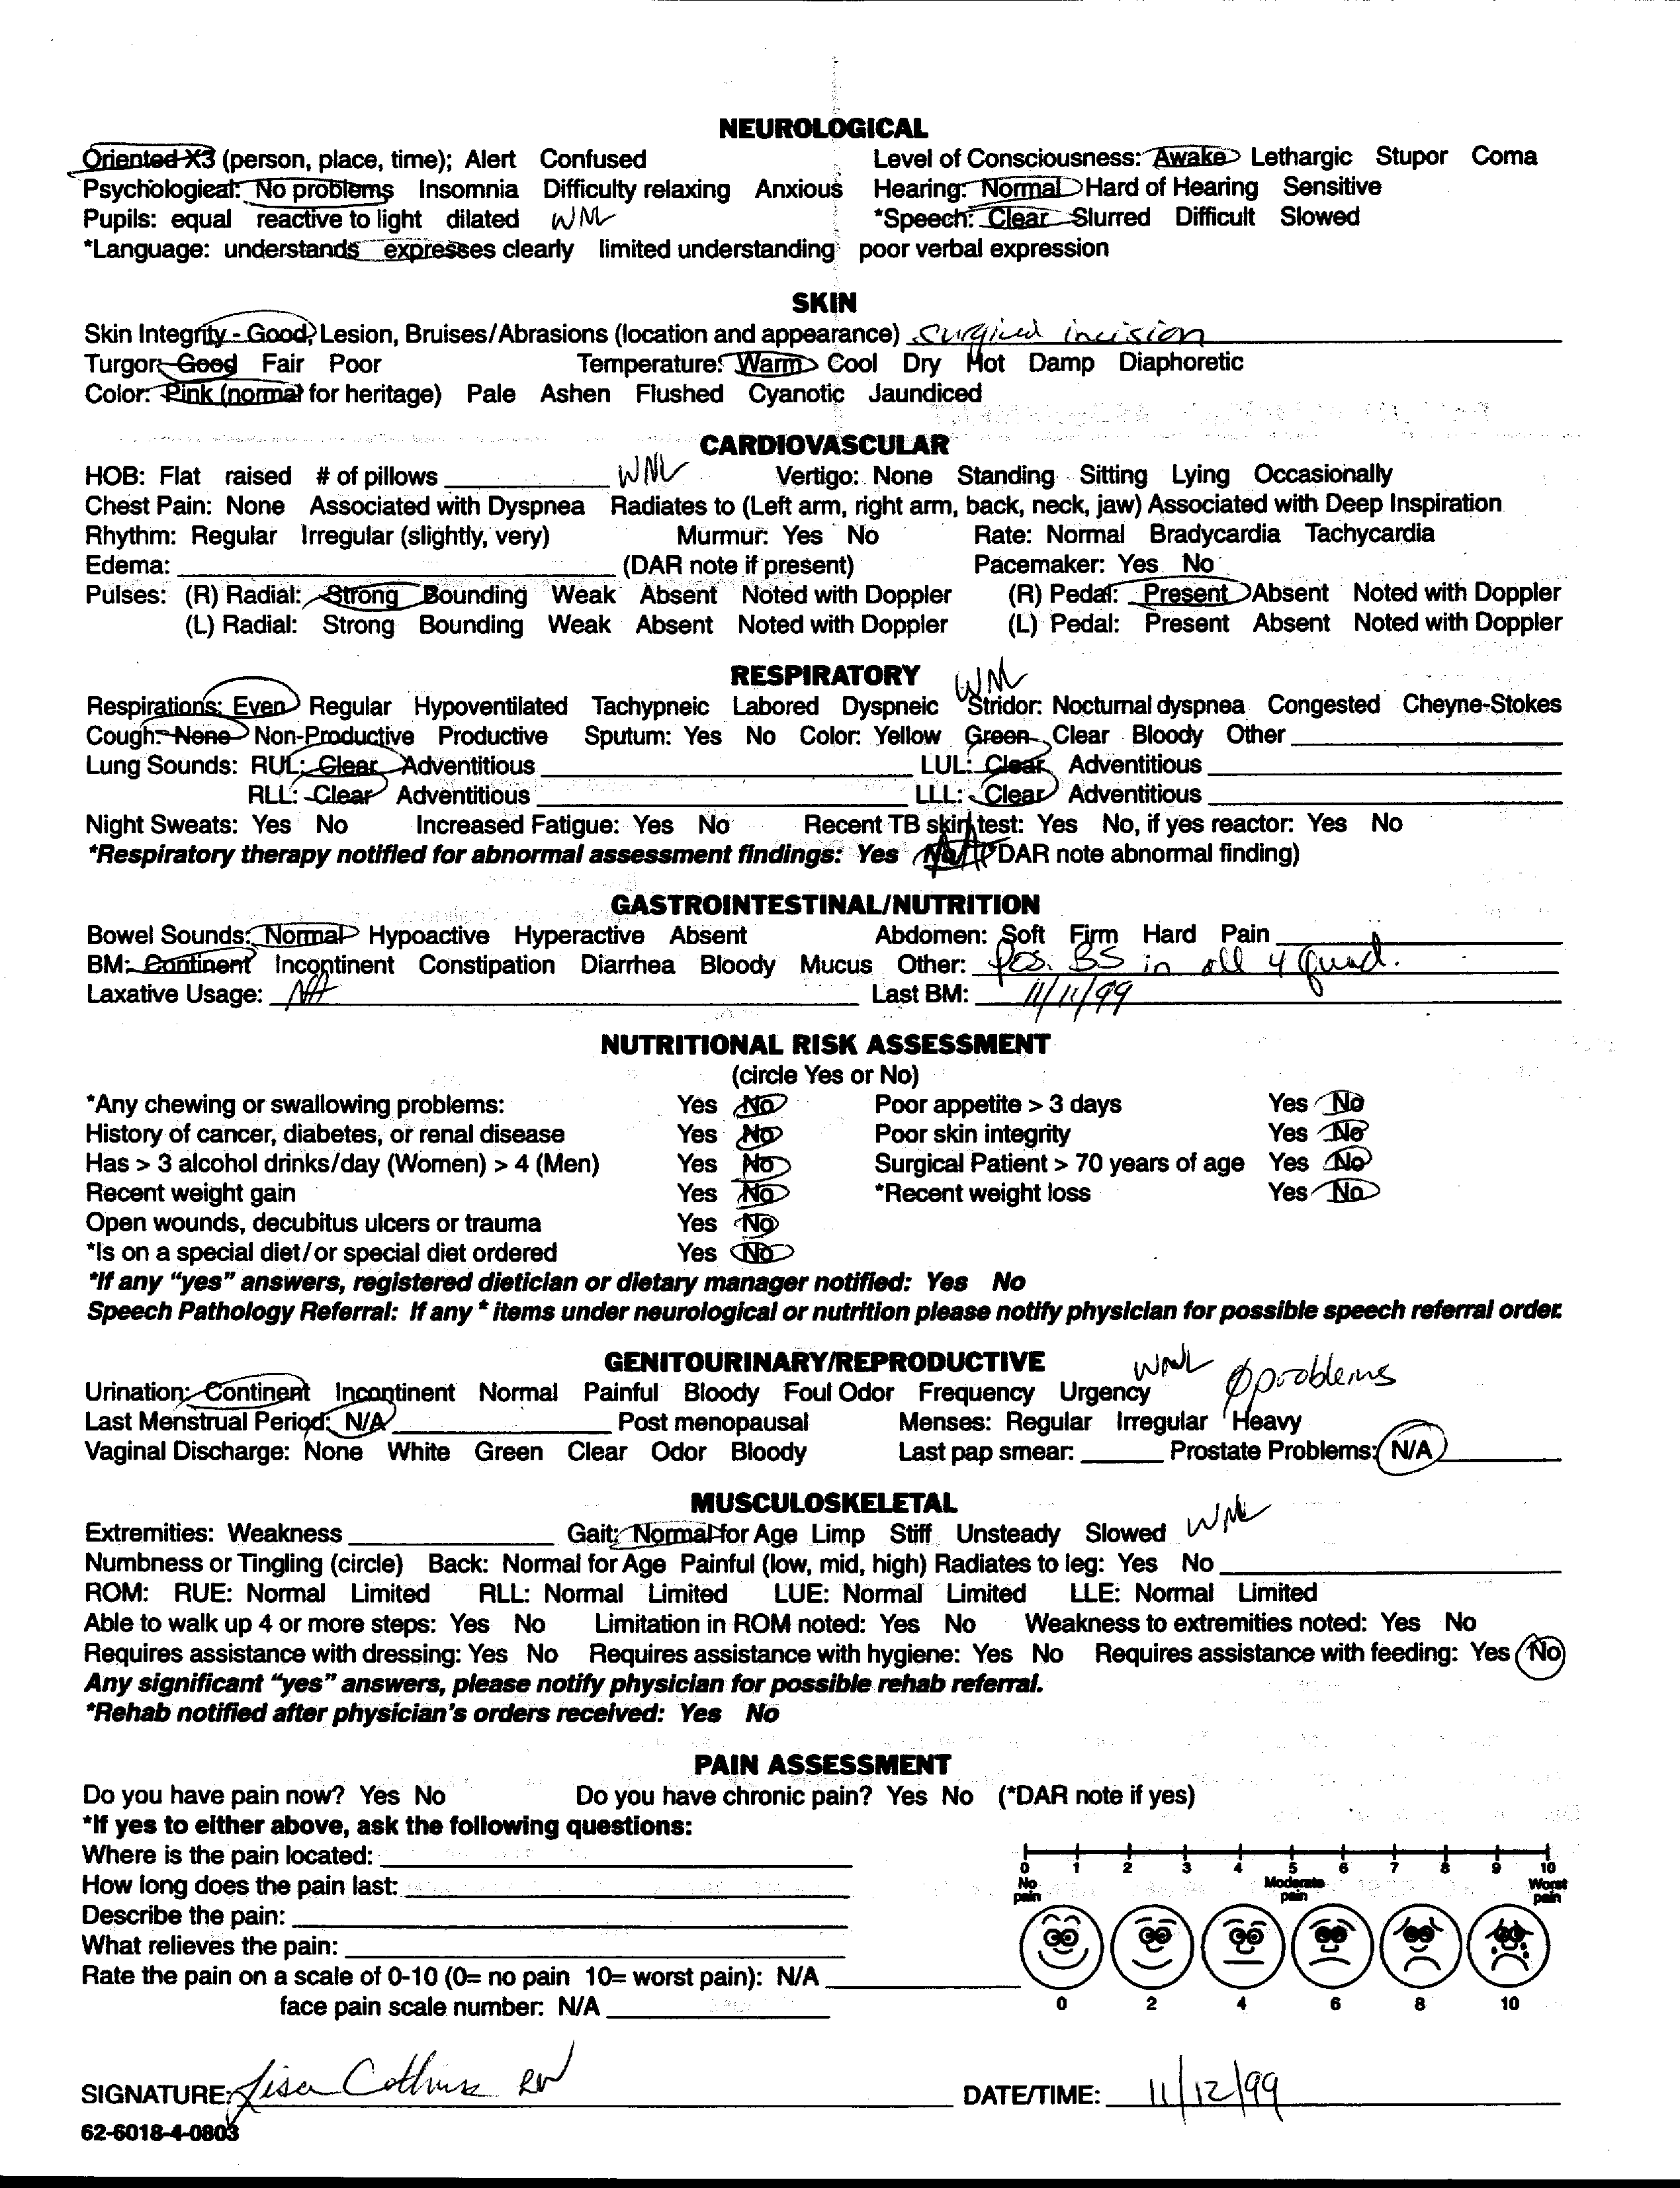 NEUROLOGICAL
Oriented X3 (person, place, time); Alert Confused Level of Consciousness: Awake Lethargic Stupor Coma
Psychological: No problems Insomnia Difficulty relaxing Anxious Hearing: Normal Hard of Hearing Sensitive
Pupils: equal reactive to light dilated WNL *Speech: Clear Slurred Difficult Slowed
*Language: understands expresses clearly limited understanding poor verbal expression
SKIN
Skin Integrity - Good, Lesion, Bruises/Abrasions (location and appearance) surgical incision
Turgor: Good Fair Poor Temperature: Warm Cool Dry Hot Damp Diaphoretic
Color: Pink (normal for heritage) Pale Ashen Flushed Cyanotic Jaundiced
CARDIOVASCULAR
HOB: Flat raised # of pillows WNL Vertigo: None Standing Sitting Lying Occasionally
Chest Pain: None Associated with Dyspnea Radiates to (Left arm, right arm, back, neck, jaw) Associated with Deep Inspiration
Rhythm: Regular Irregular (slightly, very) Murmur: Yes No Rate: Normal Bradycardia Tachycardia
Edema: (DAR note if present) Pacemaker: Yes No
Pulses: (R) Radial: Strong Bounding Weak Absent Noted with Doppler (R) Pedal: Present Absent Noted with Doppler
(L) Radial: Strong Bounding Weak Absent Noted with Doppler (L) Pedal: Present Absent Noted with Doppler
RESPIRATORY WNL
Respirations: Even Regular Hypoventilated Tachypneic Labored Dyspneic Stridor: Nocturnal dyspnea Congested Cheyne-Stokes
Cough: None Non-Productive Productive Sputum: Yes No Color: Yellow Green Clear Bloody Other
Lung Sounds: RUL: Clear Adventitious LUL: Clear Adventitious
RLL: Clear Adventitious LLL: Clear Adventitious
Night Sweats: Yes No Increased Fatigue: Yes No Recent TB skin test: Yes No, if yes reactor: Yes No
*Respiratory therapy notified for abnormal assessment findings: Yes No (*DAR note abnormal finding)
GASTROINTESTINAL/NUTRITION
Bowel Sounds: Normal Hypoactive Hyperactive Absent Abdomen: Soft Firm Hard Pain
BM: Continent Incontinent Constipation Diarrhea Bloody Mucus Other: Pos. BS in all 4 quad.
Laxative Usage: NA Last BM: 11/11/99
NUTRITIONAL RISK ASSESSMENT
(circle Yes or No)
*Any chewing or swallowing problems: Yes No Poor appetite > 3 days Yes No
History of cancer, diabetes, or renal disease Yes No Poor skin integrity Yes No
Has > 3 alcohol drinks/day (Women) > 4 (Men) Yes No Surgical Patient > 70 years of age Yes No
Recent weight gain Yes No *Recent weight loss Yes No
Open wounds, decubitus ulcers or trauma Yes No
*Is on a special diet/or special diet ordered Yes No
*If any "yes" answers, registered dietician or dietary manager notified: Yes No
Speech Pathology Referral: If any * items under neurological or nutrition please notify physician for possible speech referral order.
GENITOURINARY/REPRODUCTIVE WNL Ø problems
Urination: Continent Incontinent Normal Painful Bloody Foul Odor Frequency Urgency
Last Menstrual Period: N/A Post menopausal Menses: Regular Irregular Heavy
Vaginal Discharge: None White Green Clear Odor Bloody Last pap smear: Prostate Problems: N/A
MUSCULOSKELETAL
Extremities: Weakness Gait: Normal for Age Limp Stiff Unsteady Slowed WNL
Numbness or Tingling (circle) Back: Normal for Age Painful (low, mid, high) Radiates to leg: Yes No
ROM: RUE: Normal Limited RLL: Normal Limited LUE: Normal Limited LLE: Normal Limited
Able to walk up 4 or more steps: Yes No Limitation in ROM noted: Yes No Weakness to extremities noted: Yes No
Requires assistance with dressing: Yes No Requires assistance with hygiene: Yes No Requires assistance with feeding: Yes No
Any significant "yes" answers, please notify physician for possible rehab referral.
*Rehab notified after physician's orders received: Yes No
PAIN ASSESSMENT
Do you have pain now? Yes No Do you have chronic pain? Yes No (*DAR note if yes)
*If yes to either above, ask the following questions:
Where is the pain located:
How long does the pain last:
Describe the pain:
What relieves the pain:
Rate the pain on a scale of 0-10 (0= no pain 10= worst pain): N/A
face pain scale number: N/A
0 1 2 3 4 5 6 7 8 9 10
No pain Moderate pain Worst pain
0 2 4 6 8 10
SIGNATURE: Lisa RN DATE/TIME: 11/12/99
62-6018-4-0803